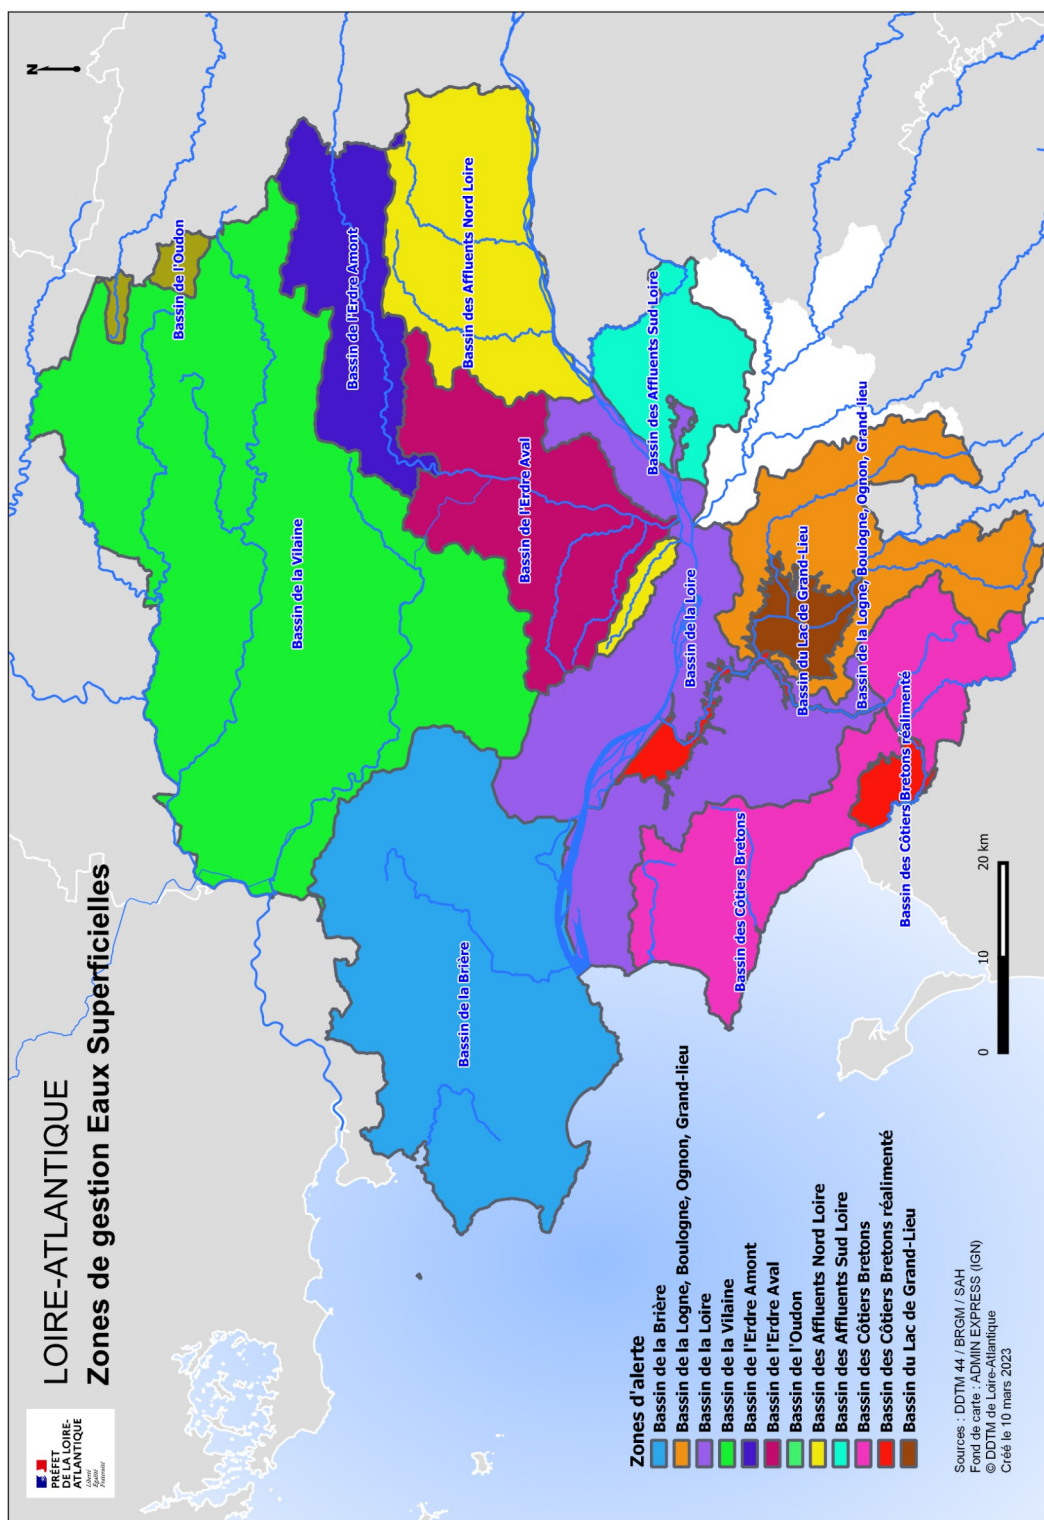 PRÉFET
DE LA LOIRE-
ATLANTIQUE
Liberté
Égalité
Fraternité
LOIRE-ATLANTIQUE
Zones de gestion Eaux Superficielles
N
Bassin de l'Oudon
Bassin de la Vilaine
Bassin de l'Erdre Amont
Bassin de la Brière
Bassin de l'Erdre Aval
Bassin des Affluents Nord Loire
Bassin de la Loire
Bassin des Affluents Sud Loire
Bassin des Côtiers Bretons
Bassin du Lac de Grand-Lieu
Bassin de la Logne, Boulogne, Ognon, Grand-lieu
Bassin des Côtiers Bretons réalimenté
Zones d'alerte
Bassin de la Brière
Bassin de la Logne, Boulogne, Ognon, Grand-lieu
Bassin de la Loire
Bassin de la Vilaine
Bassin de l'Erdre Amont
Bassin de l'Erdre Aval
Bassin de l'Oudon
Bassin des Affluents Nord Loire
Bassin des Affluents Sud Loire
Bassin des Côtiers Bretons
Bassin des Côtiers Bretons réalimenté
Bassin du Lac de Grand-Lieu
0 10 20 km
Sources : DDTM 44 / BRGM / SAH
Fond de carte : ADMIN EXPRESS (IGN)
© DDTM de Loire-Atlantique
Créé le 10 mars 2023